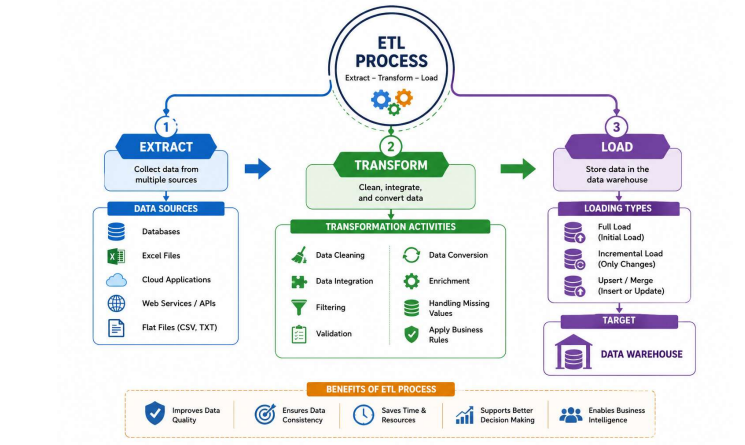 ETL
PROCESS
Extract – Transform – Load
1
EXTRACT
Collect data from
multiple sources
DATA SOURCES
Databases
Excel Files
Cloud Applications
Web Services / APIs
Flat Files (CSV, TXT)
2
TRANSFORM
Clean, integrate,
and convert data
TRANSFORMATION ACTIVITIES
Data Cleaning
Data Conversion
Data Integration
Enrichment
Filtering
Handling Missing
Values
Validation
Apply Business
Rules
3
LOAD
Store data in the
data warehouse
LOADING TYPES
Full Load
(Initial Load)
Incremental Load
(Only Changes)
Upsert / Merge
(Insert or Update)
TARGET
DATA WAREHOUSE
BENEFITS OF ETL PROCESS
Improves Data
Quality
Ensures Data
Consistency
Saves Time &
Resources
Supports Better
Decision Making
Enables Business
Intelligence